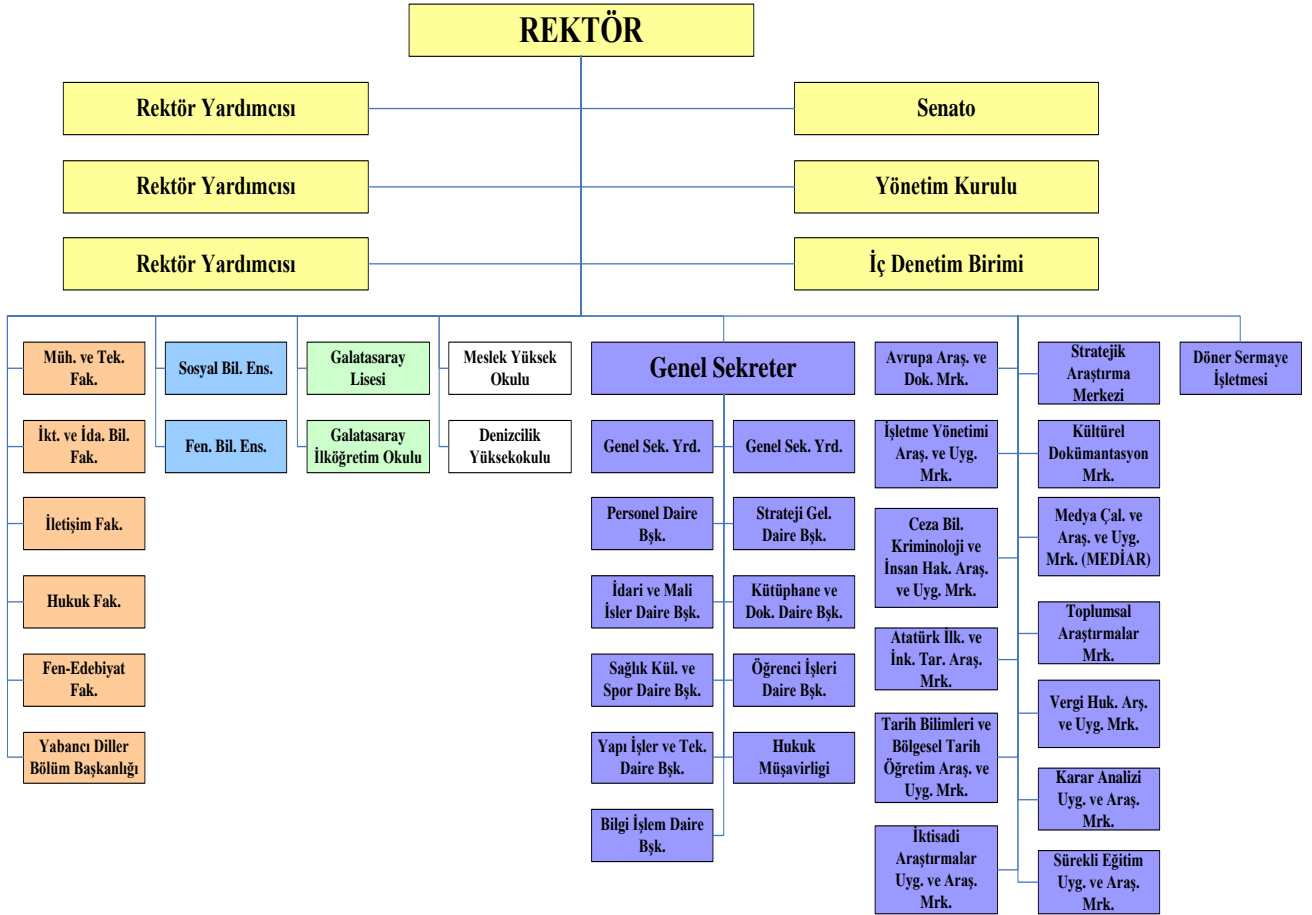 REKTÖR
Rektör Yardımcısı
Senato
Rektör Yardımcısı
Yönetim Kurulu
Rektör Yardımcısı
İç Denetim Birimi
Müh. ve Tek.
Fak.
İkt. ve İda. Bil.
Fak.
İletişim Fak.
Hukuk Fak.
Fen-Edebiyat
Fak.
Yabancı Diller
Bölüm Başkanlığı
Sosyal Bil. Ens.
Fen. Bil. Ens.
Galatasaray
Lisesi
Galatasaray
İlköğretim Okulu
Meslek Yüksek
Okulu
Denizcilik
Yüksekokulu
Genel Sekreter
Genel Sek. Yrd.
Genel Sek. Yrd.
Personel Daire
Bşk.
Strateji Gel.
Daire Bşk.
İdari ve Mali
İsler Daire Bşk.
Kütüphane ve
Dok. Daire Bşk.
Sağlık Kül. ve
Spor Daire Bşk.
Öğrenci İşleri
Daire Bşk.
Yapı İşler ve Tek.
Daire Bşk.
Hukuk
Müşavirligi
Bilgi İşlem Daire
Bşk.
Avrupa Araş. ve
Dok. Mrk.
Stratejik
Araştırma
Merkezi
İşletme Yönetimi
Araş. ve Uyg.
Mrk.
Kültürel
Dokümantasyon
Mrk.
Ceza Bil.
Kriminoloji ve
İnsan Hak. Araş.
ve Uyg. Mrk.
Medya Çal. ve
Araş. ve Uyg.
Mrk. (MEDİAR)
Atatürk İlk. ve
İnk. Tar. Araş.
Mrk.
Toplumsal
Araştırmalar
Mrk.
Tarih Bilimleri ve
Bölgesel Tarih
Öğretim Araş. ve
Uyg. Mrk.
Vergi Huk. Arş.
ve Uyg. Mrk.
İktisadi
Araştırmalar
Uyg. ve Araş.
Mrk.
Karar Analizi
Uyg. ve Araş.
Mrk.
Sürekli Eğitim
Uyg. ve Araş.
Mrk.
Döner Sermaye
İşletmesi